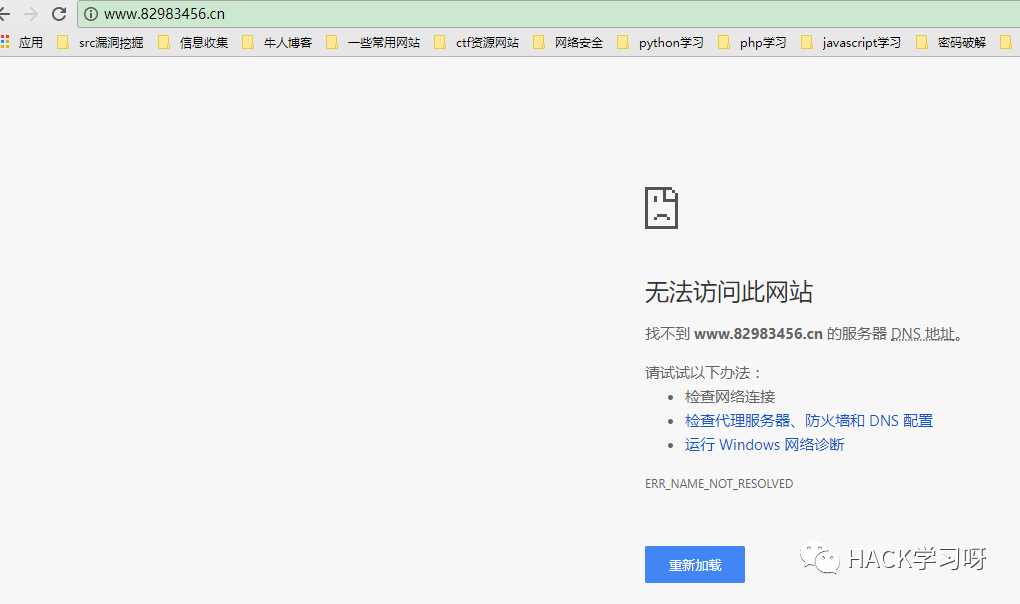 www.82983456.cn
应用 src漏洞挖掘 信息收集 牛人博客 一些常用网站 ctf资源网站 网络安全 python学习 php学习 javascript学习 密码破解
无法访问此网站
找不到 www.82983456.cn 的服务器 DNS 地址。
请试试以下办法：
检查网络连接
检查代理服务器、防火墙和 DNS 配置
运行 Windows 网络诊断
ERR_NAME_NOT_RESOLVED
重新加载
HACK学习呀